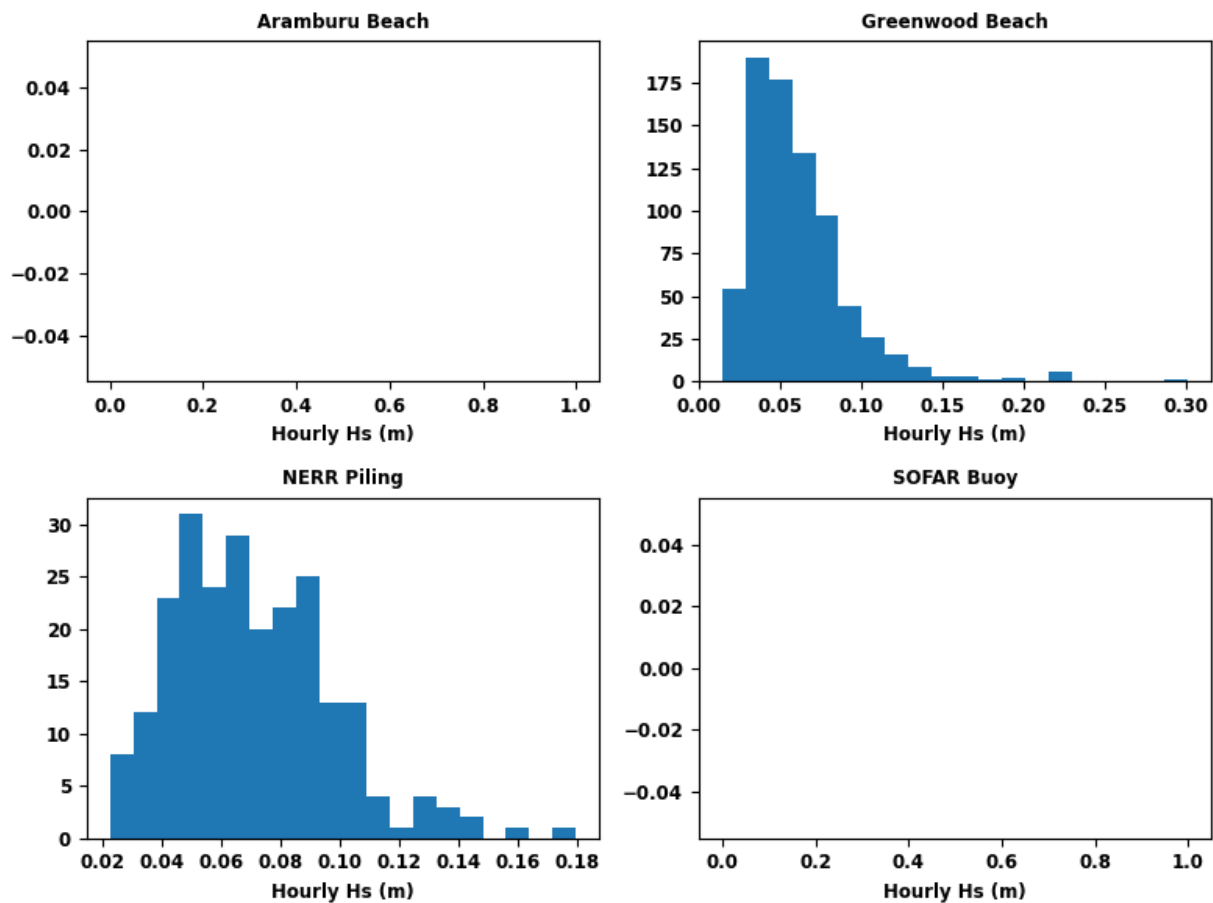 Aramburu Beach
0.04
0.02
0.00
−0.02
−0.04
0.0 0.2 0.4 0.6 0.8 1.0
Hourly Hs (m)
Greenwood Beach
175
150
125
100
75
50
25
0
0.00 0.05 0.10 0.15 0.20 0.25 0.30
Hourly Hs (m)
NERR Piling
30
25
20
15
10
5
0
0.02 0.04 0.06 0.08 0.10 0.12 0.14 0.16 0.18
Hourly Hs (m)
SOFAR Buoy
0.04
0.02
0.00
−0.02
−0.04
0.0 0.2 0.4 0.6 0.8 1.0
Hourly Hs (m)